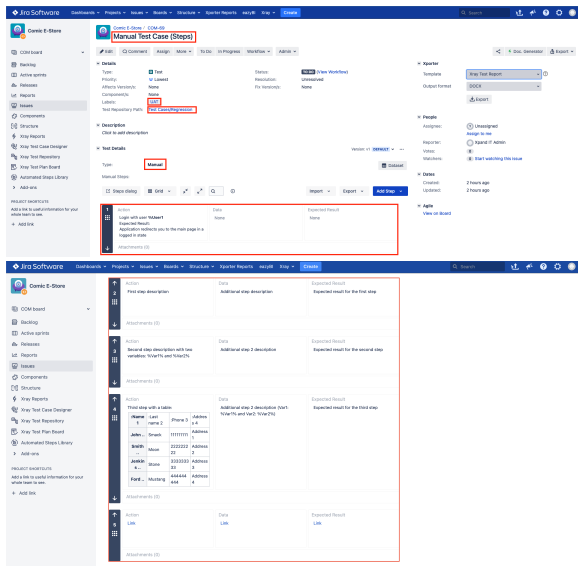 Jira Software Dashboards Projects Issues Boards Structure Sporter Reports eazyBI Xray Create Search
Comic E-Store
Comic E-Store / COM-69
Manual Test Case (Steps)
Edit Comment Assign More To Do In Progress Workflow Admin Doc. Generator Export
COM board
Backlog
Active sprints
Releases
Reports
Issues
Components
Structure
Xray Reports
Xray Test Case Designer
Xray Test Repository
Xray Test Plan Board
Automated Steps Library
Add-ons
PROJECT SHORTCUTS
Add a link to useful information for your
whole team to see.
+ Add link
Details
Type: Test Status: TO DO (View Workflow)
Priority: Lowest Resolution: Unresolved
Affects Version/s: None Fix Version/s: None
Component/s: None
Labels: UAT
Test Repository Path: Test Cases/Regression
Description
Click to add description
Test Details
Version v1 DEFAULT
Type: Manual Dataset
Manual Steps:
Steps dialog Grid Import Export Add Step
1 Action Data Expected Result
Login with user %User1 None None
Expected Result:
Application redirects you to the main page in a
logged in state
Attachments (0)
Xporter
Template Xray Test Report
Output format DOCX
Export
People
Assignee: Unassigned
Assign to me
Reporter: Xpand IT Admin
Votes: 0
Watchers: 0 Start watching this issue
Dates
Created: 2 hours ago
Updated: 2 hours ago
Agile
View on Board
Jira Software Dashboards Projects Issues Boards Structure Sporter Reports eazyBI Xray Create Search
Comic E-Store
COM board
Backlog
Active sprints
Releases
Reports
Issues
Components
Structure
Xray Reports
Xray Test Case Designer
Xray Test Repository
Xray Test Plan Board
Automated Steps Library
Add-ons
PROJECT SHORTCUTS
Add a link to useful information for your
whole team to see.
+ Add link
Action Data Expected Result
2 First step description Additional step description Expected result for the first step
Attachments (0)
Action Data Expected Result
3 Second step description with two Additional step 2 description Expected result for the second step
variables: %Var1% and %Var2%
Attachments (0)
Action Data Expected Result
4 Third step with a table: Additional step 2 description (Var1: Expected result for the third step
%Var1% and Var2: %Var2%)
Name 1 Last name 2 Phone 3 Address 4
John ... Smack 11111111 Address 1
Smith ... Moon 222222222 Address 2
Jenkins ... Stone 333333333 Address 3
Ford ... Mustang 444444444 Address 4
Attachments (0)
Action Data Expected Result
5 Link Link Link
Attachments (0)